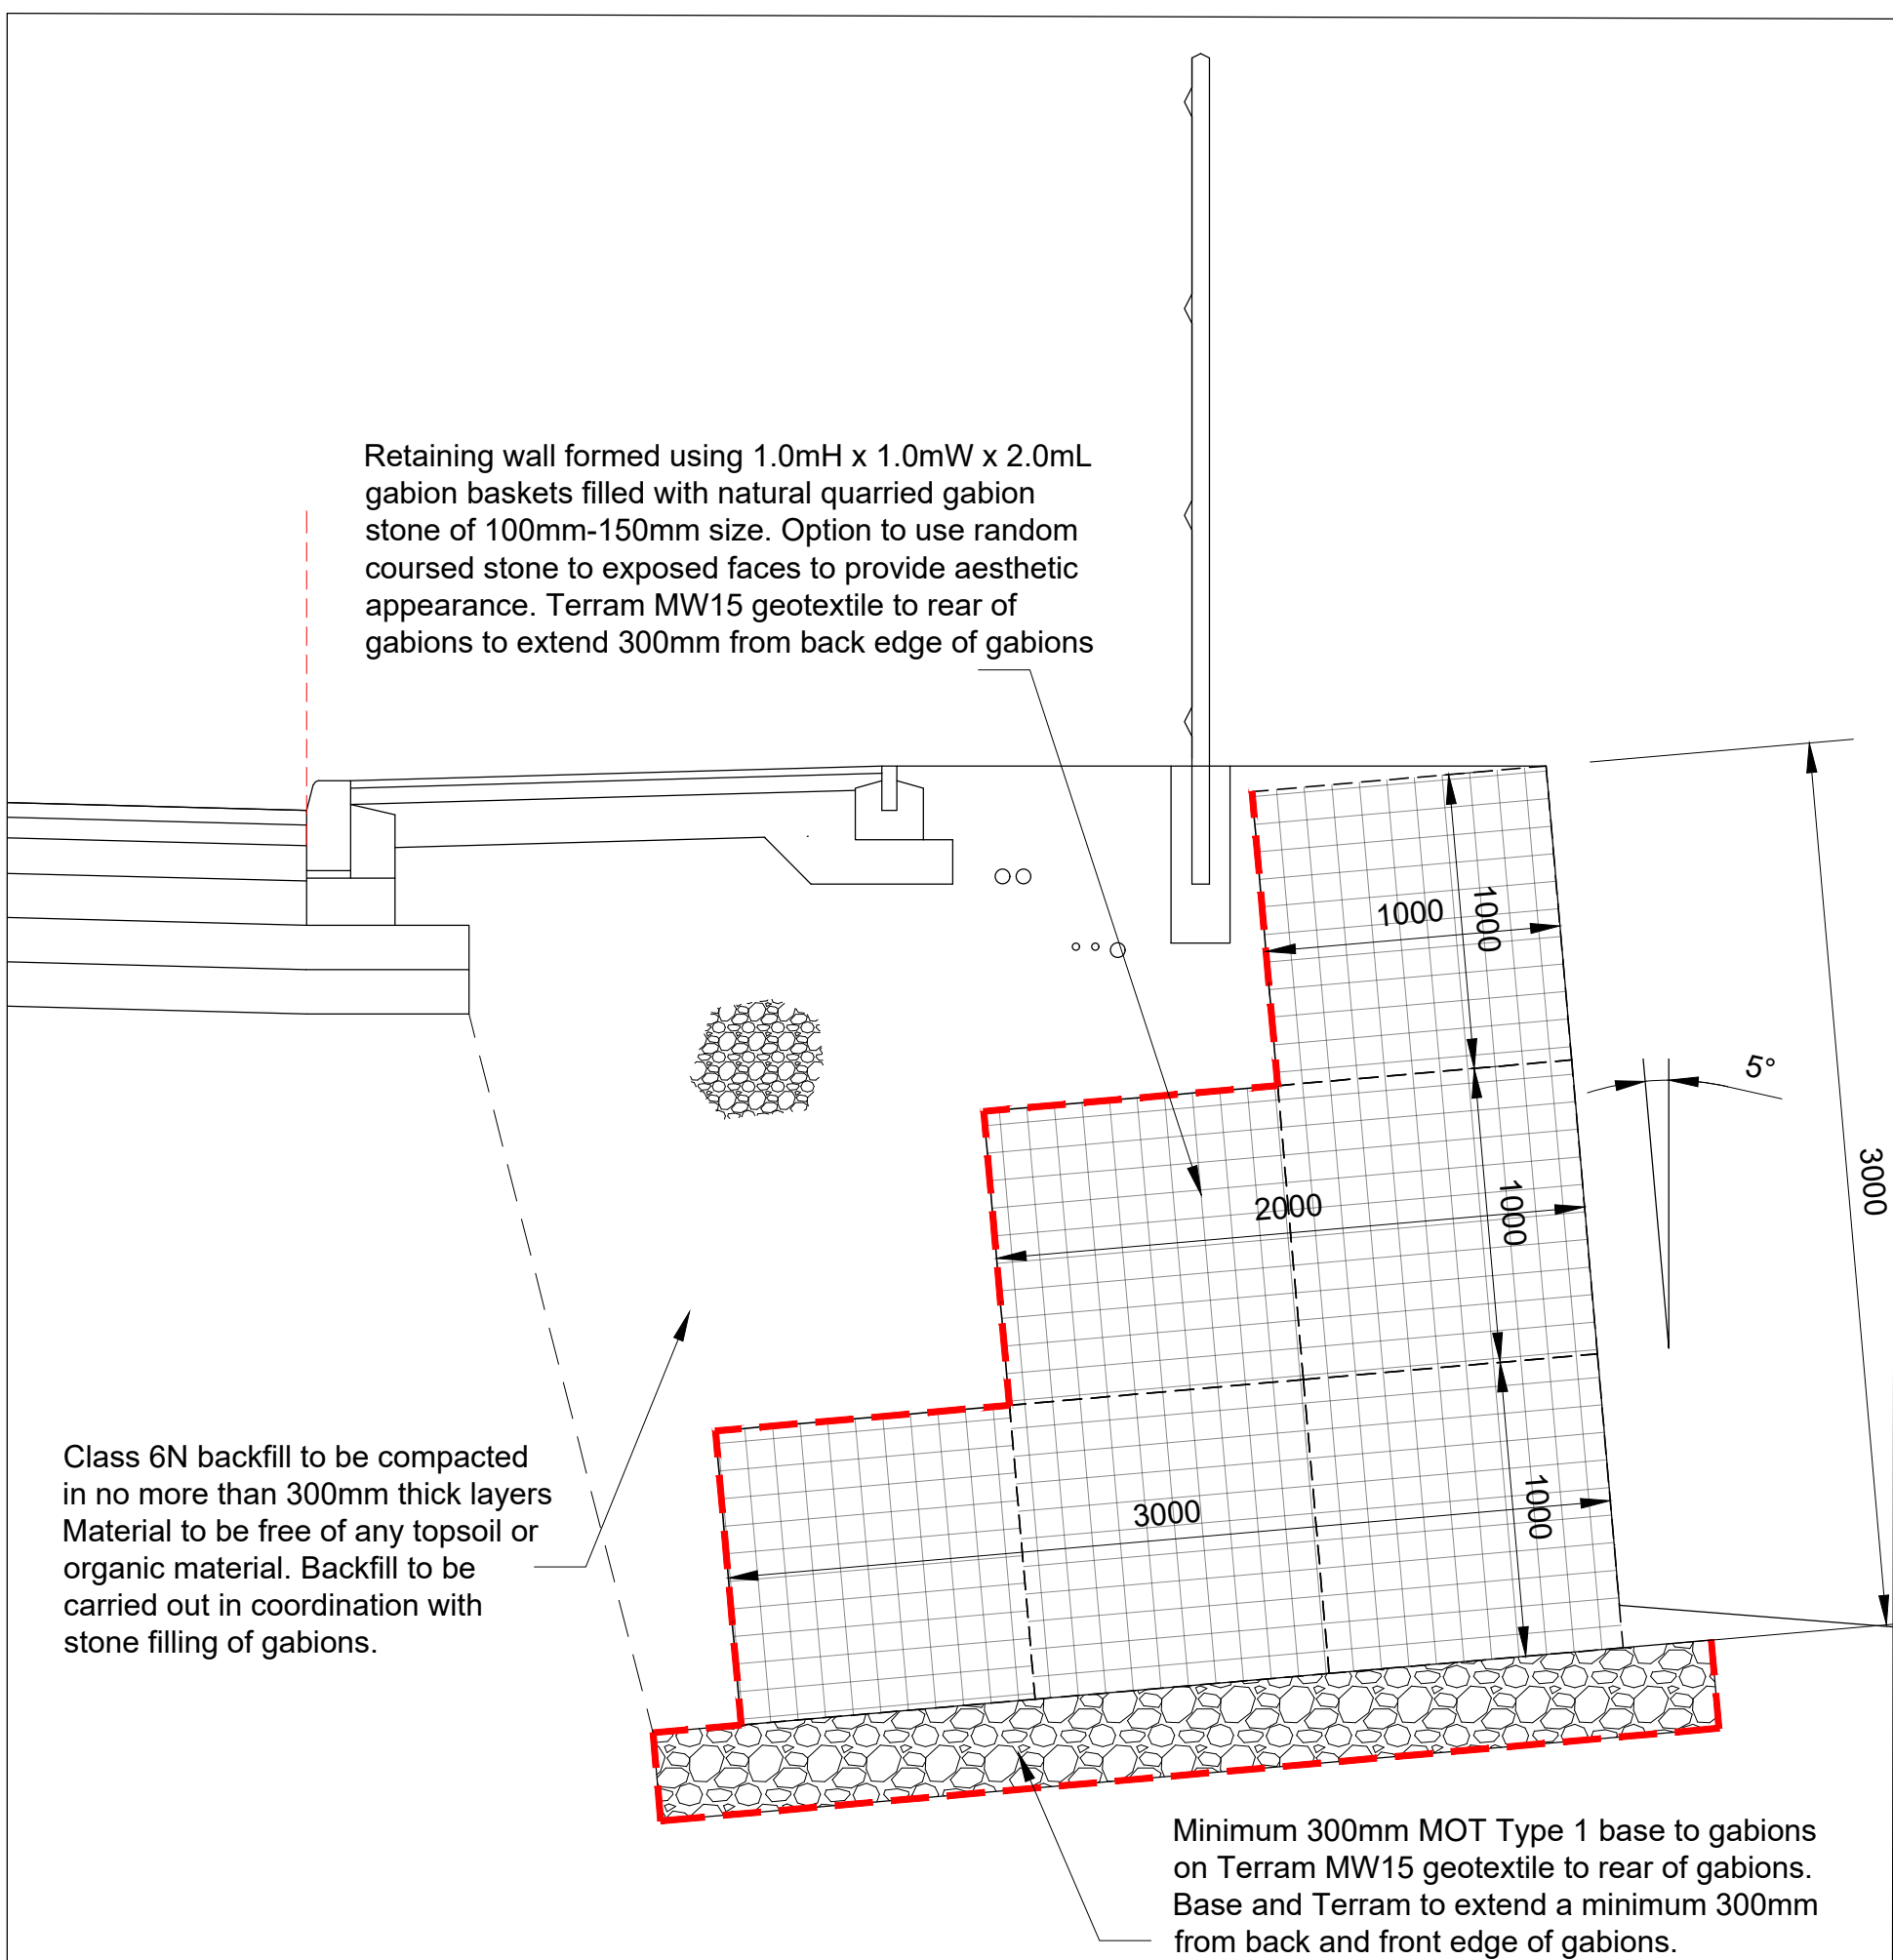 Retaining wall formed using 1.0mH x 1.0mW x 2.0mL
gabion baskets filled with natural quarried gabion
stone of 100mm-150mm size. Option to use random
coursed stone to exposed faces to provide aesthetic
appearance. Terram MW15 geotextile to rear of
gabions to extend 300mm from back edge of gabions
1000
1000
5°
3000
2000
1000
3000
1000
Class 6N backfill to be compacted
in no more than 300mm thick layers
Material to be free of any topsoil or
organic material. Backfill to be
carried out in coordination with
stone filling of gabions.
Minimum 300mm MOT Type 1 base to gabions
on Terram MW15 geotextile to rear of gabions.
Base and Terram to extend a minimum 300mm
from back and front edge of gabions.